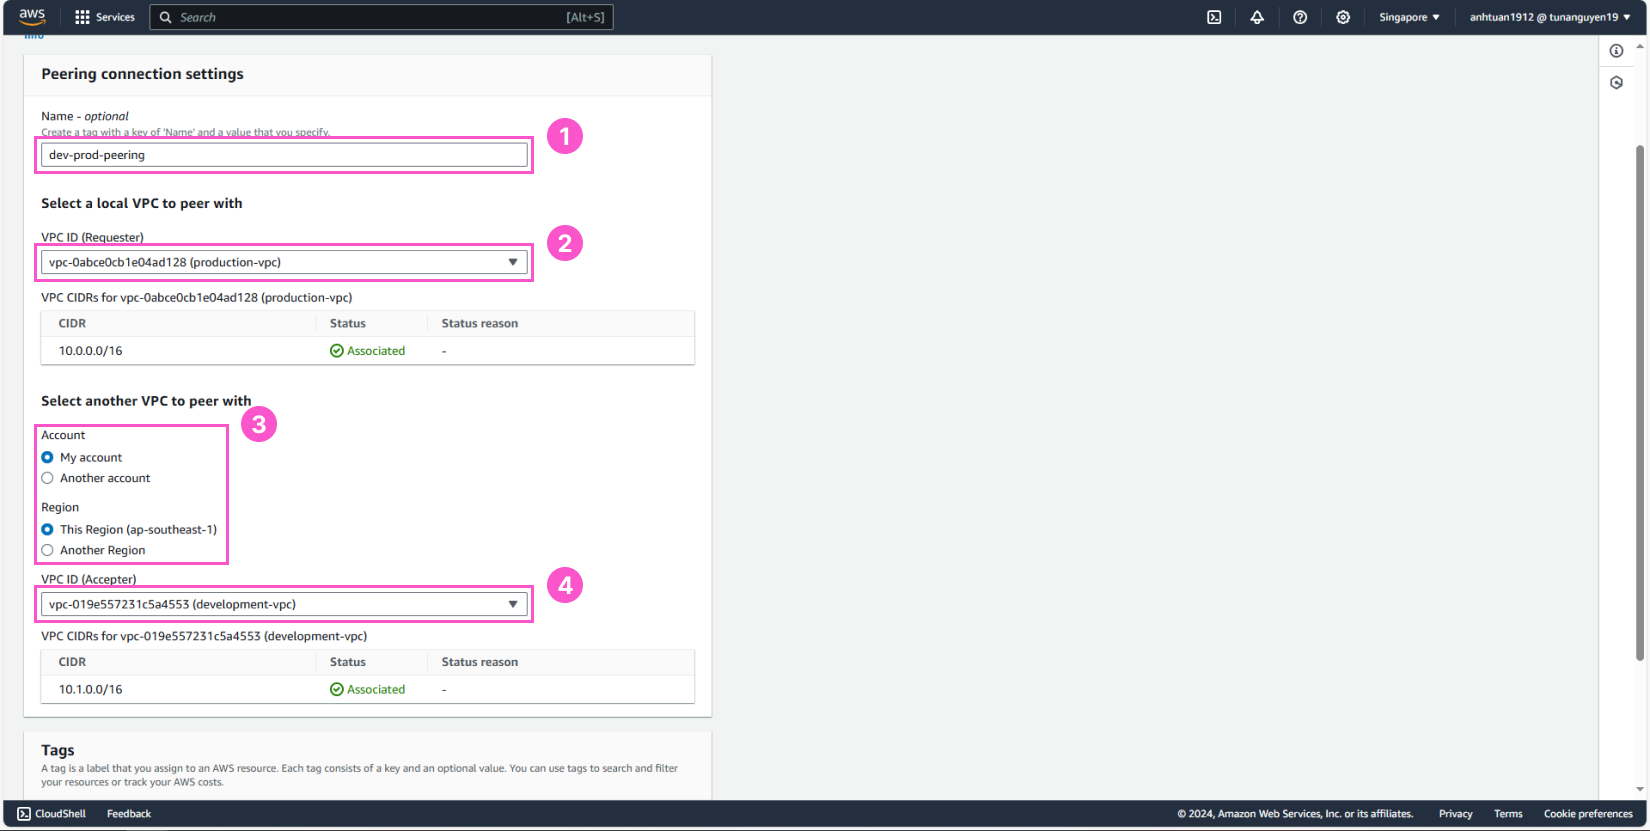 aws Services Search [Alt+S] Singapore ▼ anhtuan1912 @ tunanguyen19 ▼
Info
Peering connection settings
Name - optional
Create a tag with a key of 'Name' and a value that you specify.
1
dev-prod-peering
Select a local VPC to peer with
VPC ID (Requester)
2
vpc-0abce0cb1e04ad128 (production-vpc)
VPC CIDRs for vpc-0abce0cb1e04ad128 (production-vpc)
CIDR Status Status reason
10.0.0.0/16 Associated -
Select another VPC to peer with
3
Account
My account
Another account
Region
This Region (ap-southeast-1)
Another Region
VPC ID (Accepter)
4
vpc-019e557231c5a4553 (development-vpc)
VPC CIDRs for vpc-019e557231c5a4553 (development-vpc)
CIDR Status Status reason
10.1.0.0/16 Associated -
Tags
A tag is a label that you assign to an AWS resource. Each tag consists of a key and an optional value. You can use tags to search and filter
your resources or track your AWS costs.
CloudShell Feedback © 2024, Amazon Web Services, Inc. or its affiliates. Privacy Terms Cookie preferences